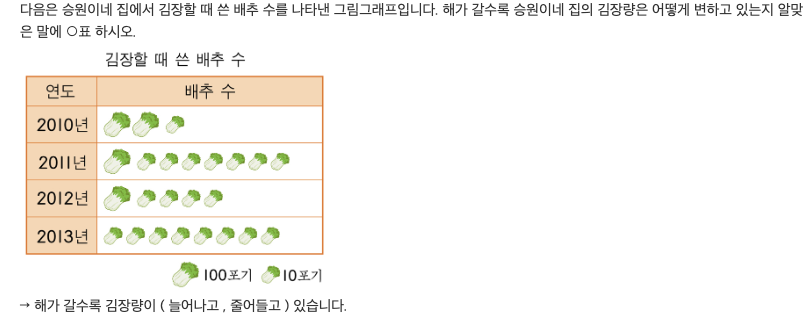 다음은 승원이네 집에서 김장할 때 쓴 배추 수를 나타낸 그림그래프입니다. 해가 갈수록 승원이네 집의 김장량은 어떻게 변하고 있는지 알맞
은 말에 ○표 하시오.
김장할 때 쓴 배추 수
연도 배추 수
2010년
2011년
2012년
2013년
100포기 10포기
→ 해가 갈수록 김장량이 ( 늘어나고 , 줄어들고 ) 있습니다.